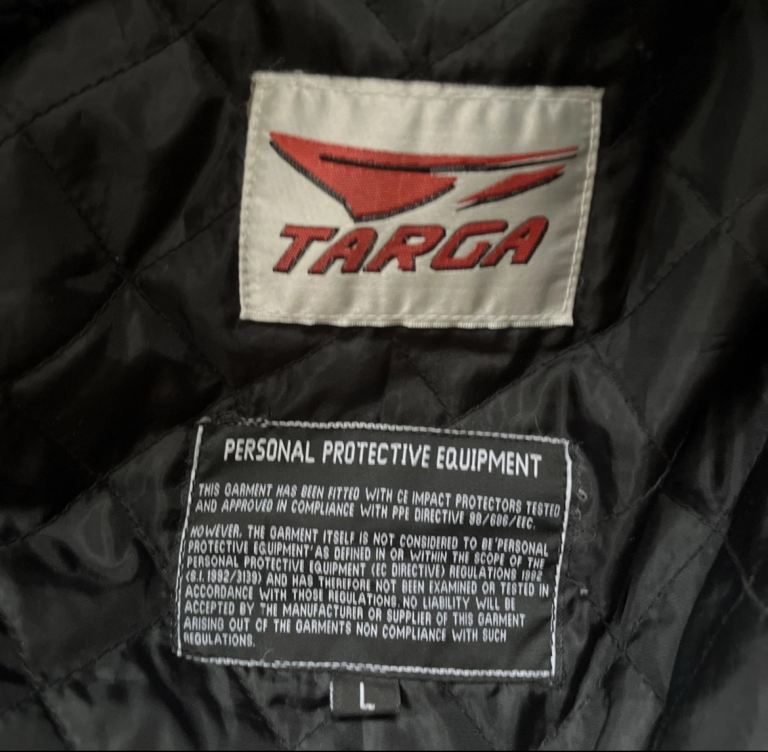 TARGA
PERSONAL PROTECTIVE EQUIPMENT
THIS GARMENT HAS BEEN FITTED WITH CE IMPACT PROTECTORS TESTED
AND APPROVED IN COMPLIANCE WITH PPE DIRECTIVE 89/686/EEC.
HOWEVER, THE GARMENT ITSELF IS NOT CONSIDERED TO BE 'PERSONAL
PROTECTIVE EQUIPMENT' AS DEFINED IN OR WITHIN THE SCOPE OF THE
PERSONAL PROTECTIVE EQUIPMENT (EC DIRECTIVE) REGULATIONS 1992
(S.I. 1992/3139) AND HAS THEREFORE NOT BEEN EXAMINED OR TESTED IN
ACCORDANCE WITH THOSE REGULATIONS. NO LIABILITY WILL BE
ACCEPTED BY THE MANUFACTURER OR SUPPLIER OF THIS GARMENT
ARISING OUT OF THE GARMENTS NON COMPLIANCE WITH SUCH
REGULATIONS.
L